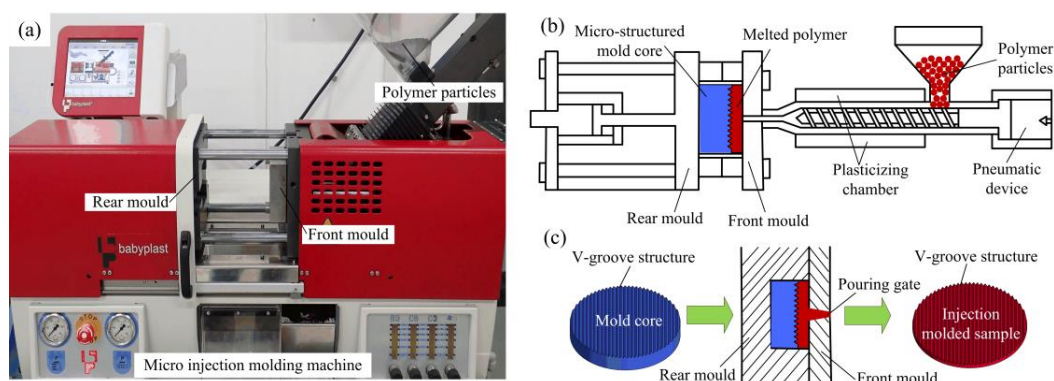 (a)
Polymer particles
babyplast
Rear mould
Front mould
babyplast
STOP
Micro injection molding machine
(b)
Micro-structured
mold core
Melted polymer
Polymer
particles
Plasticizing
chamber
Pneumatic
device
Rear mould
Front mould
(c)
V-groove structure
Mold core
Pouring gate
V-groove structure
Injection
molded sample
Rear mould
Front mould